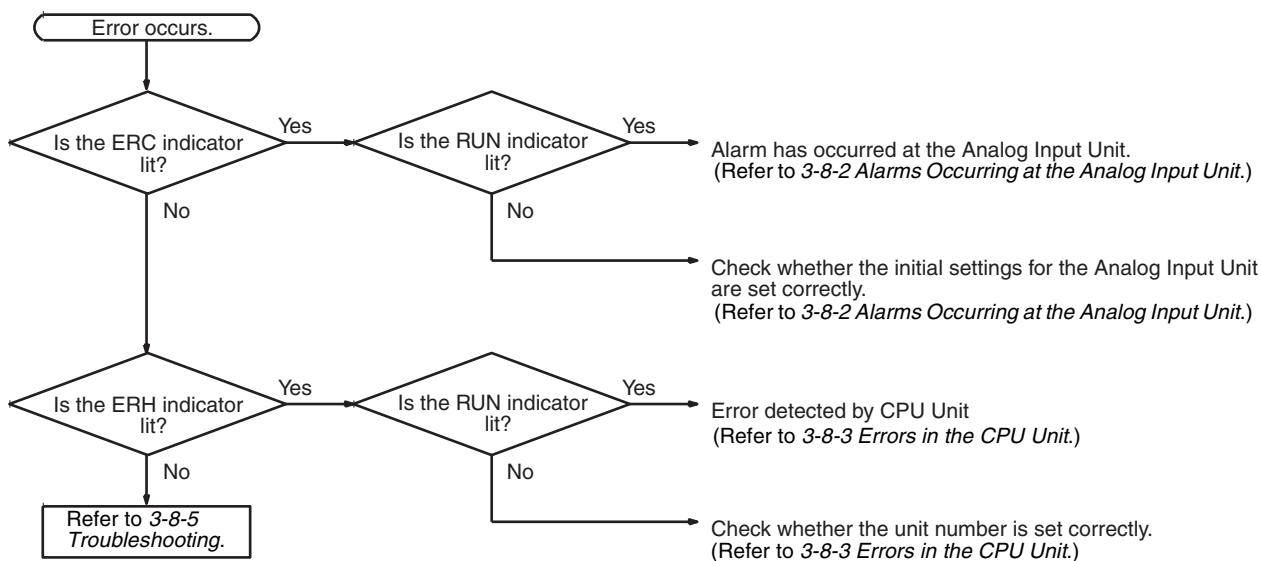 Error occurs.
Is the ERC indicator
lit?
Yes
Is the RUN indicator
lit?
Yes
Alarm has occurred at the Analog Input Unit.
(Refer to 3-8-2 Alarms Occurring at the Analog Input Unit.)
No
No
Check whether the initial settings for the Analog Input Unit
are set correctly.
(Refer to 3-8-2 Alarms Occurring at the Analog Input Unit.)
Is the ERH indicator
lit?
Yes
Is the RUN indicator
lit?
Yes
Error detected by CPU Unit
(Refer to 3-8-3 Errors in the CPU Unit.)
No
No
Refer to 3-8-5
Troubleshooting.
Check whether the unit number is set correctly.
(Refer to 3-8-3 Errors in the CPU Unit.)